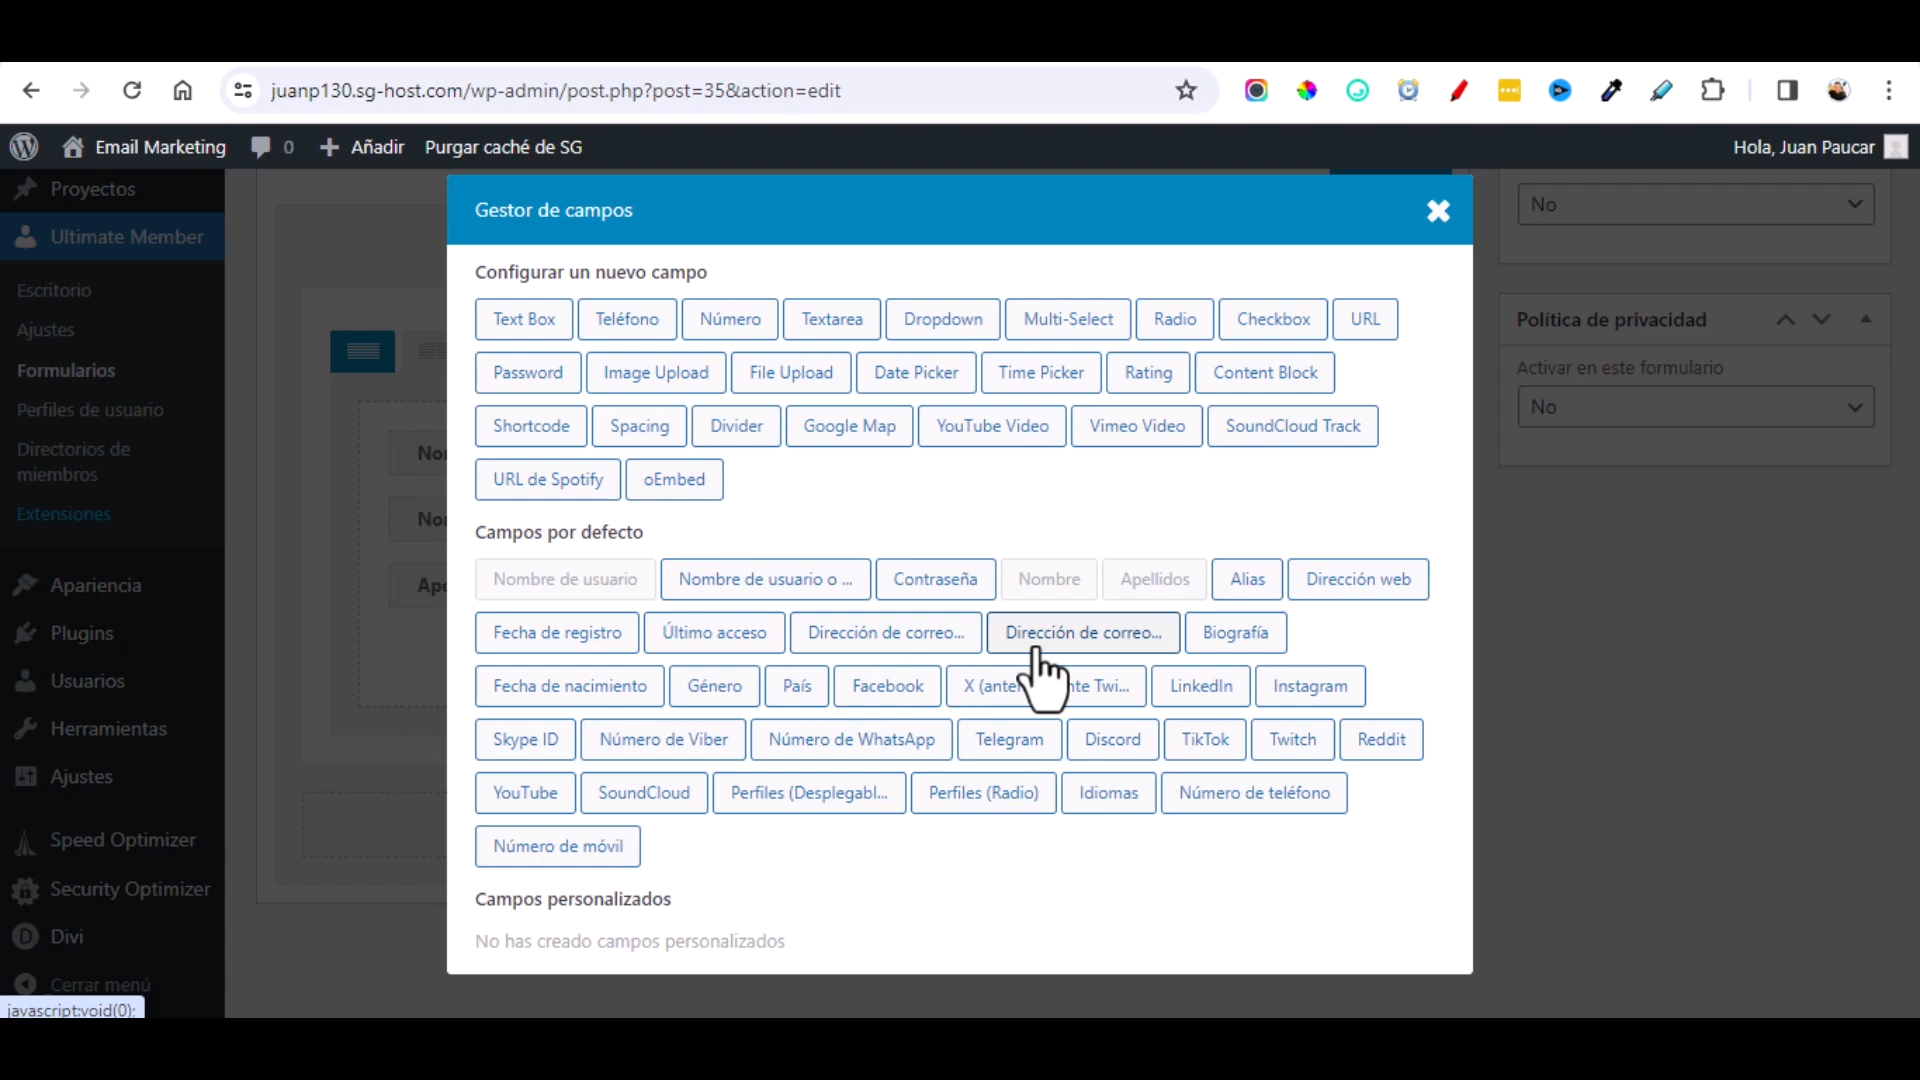 juanp130.sg-host.com/wp-admin/post.php?post=35&action=edit
Email Marketing 0 Añadir Purgar caché de SG Hola, Juan Paucar
Proyectos
Ultimate Member
Escritorio
Ajustes
Formularios
Perfiles de usuario
Directorios de
miembros
Extensiones
Apariencia
Plugins
Usuarios
Herramientas
Ajustes
Speed Optimizer
Security Optimizer
Divi
Cerrar menú
javascript:void(0);
Gestor de campos
Configurar un nuevo campo
Text Box Teléfono Número Textarea Dropdown Multi-Select Radio Checkbox URL
Password Image Upload File Upload Date Picker Time Picker Rating Content Block
Shortcode Spacing Divider Google Map YouTube Video Vimeo Video SoundCloud Track
URL de Spotify oEmbed
Campos por defecto
Nombre de usuario Nombre de usuario o ... Contraseña Nombre Apellidos Alias Dirección web
Fecha de registro Último acceso Dirección de correo... Dirección de correo... Biografía
Fecha de nacimiento Género País Facebook X (ante nte Twi... LinkedIn Instagram
Skype ID Número de Viber Número de WhatsApp Telegram Discord TikTok Twitch Reddit
YouTube SoundCloud Perfiles (Desplegabl... Perfiles (Radio) Idiomas Número de teléfono
Número de móvil
Campos personalizados
No has creado campos personalizados
No
Política de privacidad
Activar en este formulario
No